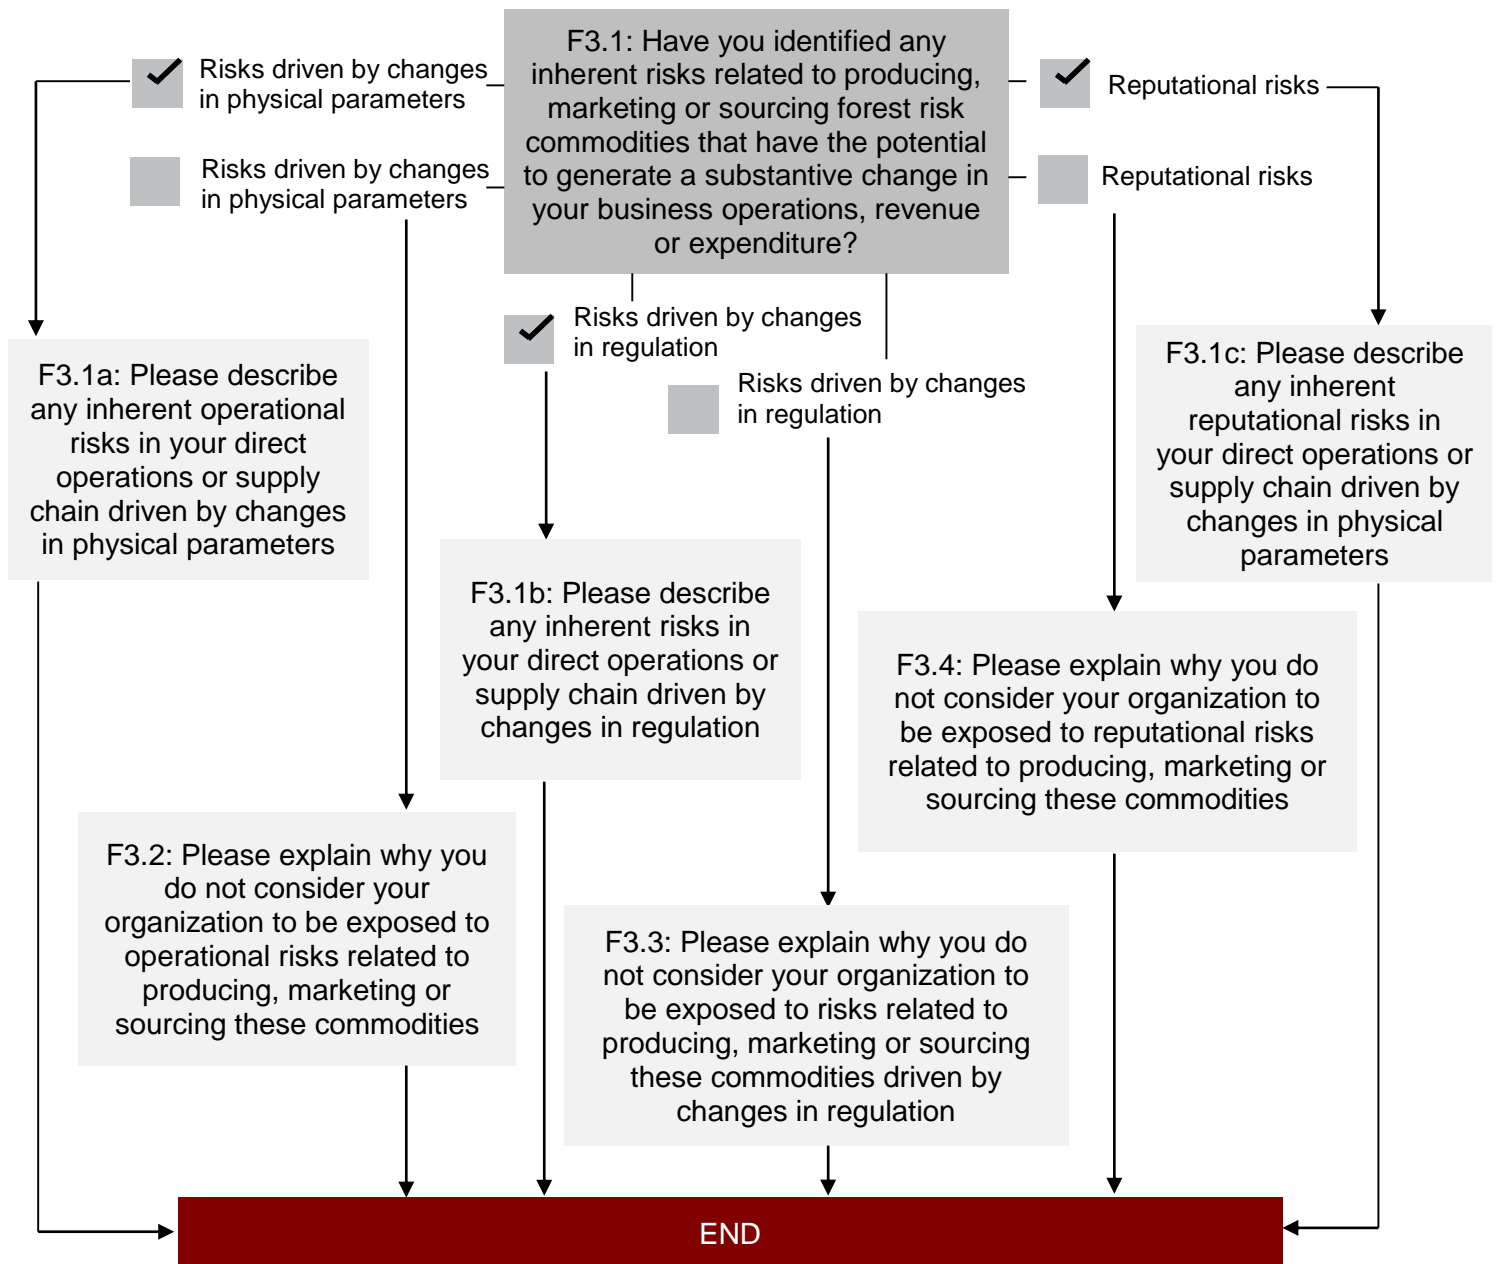 F3.1: Have you identified any
inherent risks related to producing,
marketing or sourcing forest risk
commodities that have the potential
to generate a substantive change in
your business operations, revenue
or expenditure?
Risks driven by changes
in physical parameters
Risks driven by changes
in physical parameters
Reputational risks
Reputational risks
Risks driven by changes
in regulation
Risks driven by changes
in regulation
F3.1a: Please describe
any inherent operational
risks in your direct
operations or supply
chain driven by changes
in physical parameters
F3.1c: Please describe
any inherent
reputational risks in
your direct operations or
supply chain driven by
changes in physical
parameters
F3.1b: Please describe
any inherent risks in
your direct operations or
supply chain driven by
changes in regulation
F3.4: Please explain why you do
not consider your organization to
be exposed to reputational risks
related to producing, marketing or
sourcing these commodities
F3.2: Please explain why you
do not consider your
organization to be exposed to
operational risks related to
producing, marketing or
sourcing these commodities
F3.3: Please explain why you do
not consider your organization to
be exposed to risks related to
producing, marketing or sourcing
these commodities driven by
changes in regulation
END